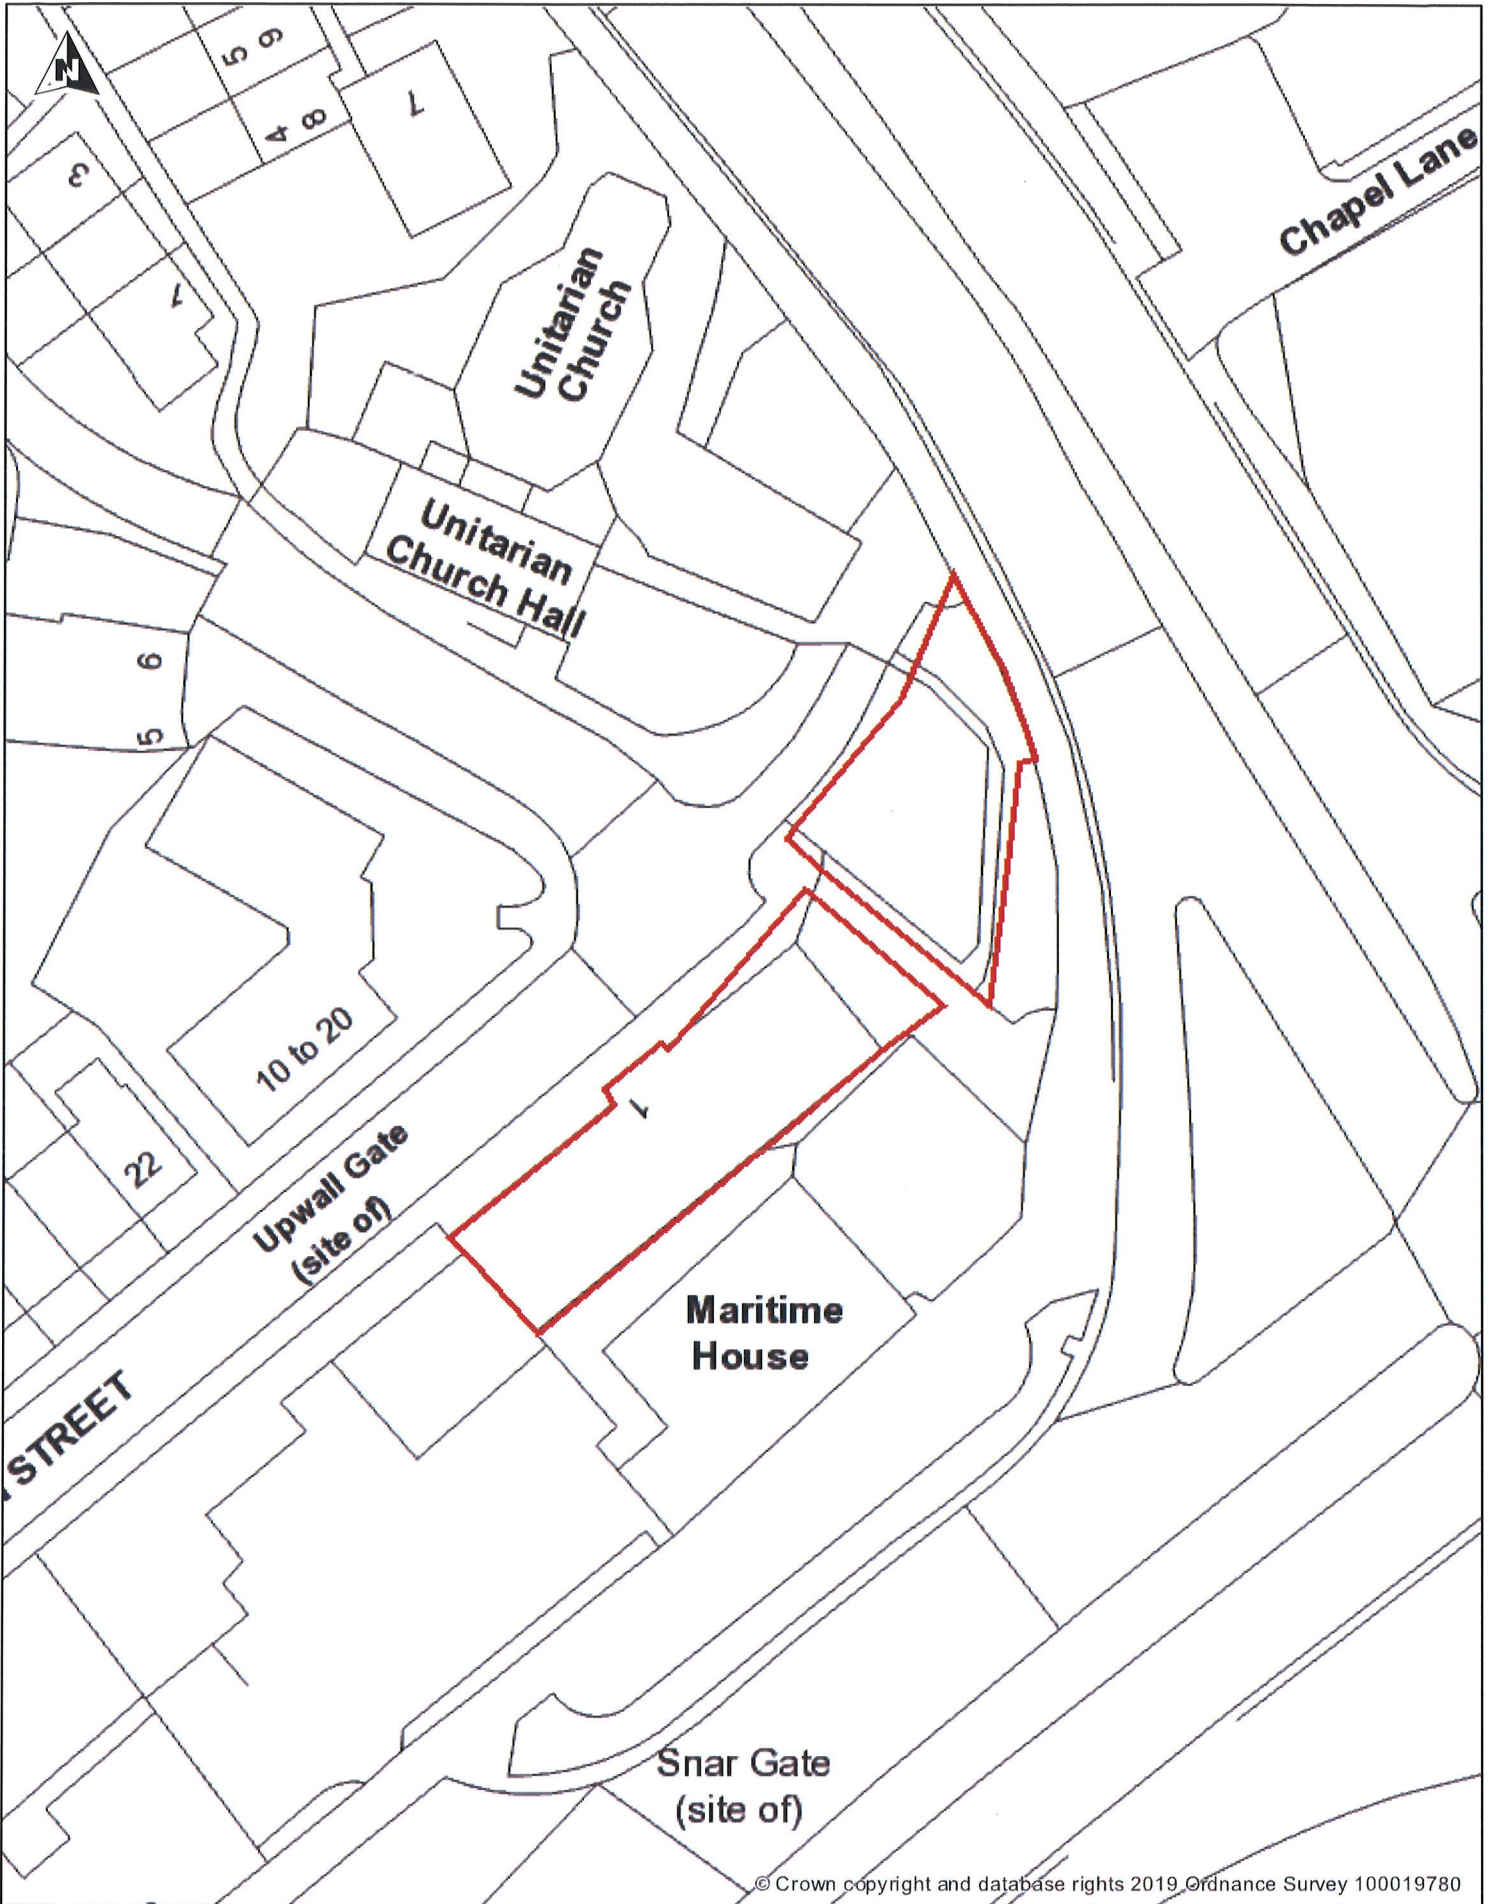 N
9
5
8
4
7
3
1
Chapel Lane
Unitarian
Church
Unitarian
Church Hall
6
5
10 to 20
22
1
Upwall Gate
(site of)
Maritime
House
STREET
Snar Gate
(site of)
© Crown copyright and database rights 2019 Ordnance Survey 100019780